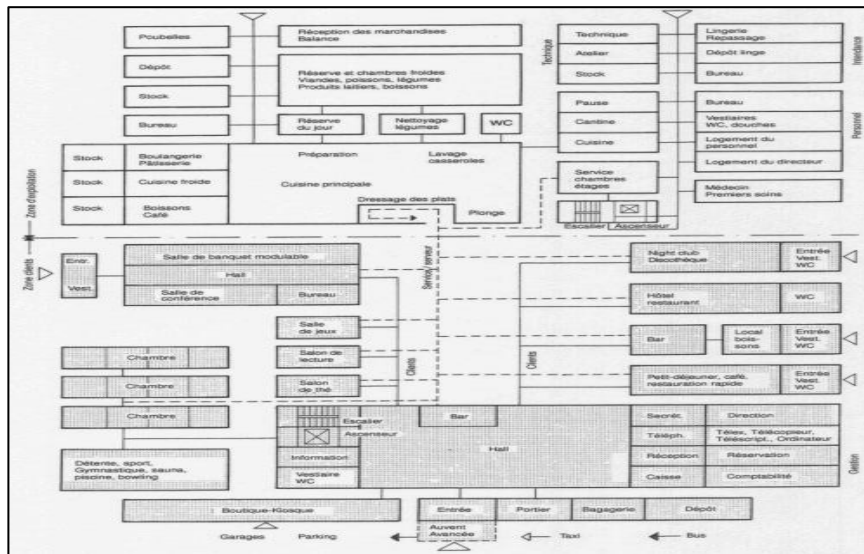 Poubelles
Réception des marchandises
Balance
Dépôt
Réserve et chambres froides
Viandes, poissons, légumes
Produits laitiers, boissons
Stock
Bureau
Réserve
du jour
Nettoyage
légumes
WC
Stock
Boulangerie
Pâtisserie
Préparation
Lavage
casseroles
Stock
Cuisine froide
Cuisine principale
Stock
Boissons
Café
Dressage des plats
Plonge
Technique
Technique
Lingerie
Repassage
Intendance
Atelier
Dépôt linge
Stock
Bureau
Pause
Bureau
Cantine
Vestiaires
WC, douches
Personnel
Cuisine
Logement du
personnel
Logement du directeur
Service
chambres
étages
Médecin
Premiers soins
Escalier
Ascenseur
Zone d'exploitation
Zone clients
Entr.
Vest.
Salle de banquet modulable
Hall
Salle de
conférence
Bureau
Service / serveur
Night club
Discothèque
Entrée
Vest.
WC
Hôtel
restaurant
WC
Salle
de jeux
Salon de
lecture
Salon
de thé
Clients
Clients
Bar
Local
bois-
sons
Entrée
Vest.
WC
Petit-déjeuner, café,
restauration rapide
Entrée
Vest.
WC
Chambre
Chambre
Chambre
Détente, sport,
Gymnastique, sauna,
piscine, bowling
Escalier
Ascenseur
Information
Vestiaire
WC
Bar
Hall
Secrét.
Direction
Téléph.
Télex, Télécopieur,
Téléscript., Ordinateur
Réception
Réservation
Caisse
Comptabilité
Gestion
Boutique-Kiosque
Entrée
Portier
Bagagerie
Dépôt
Auvent
Avancée
Garages
Parking
Taxi
Bus